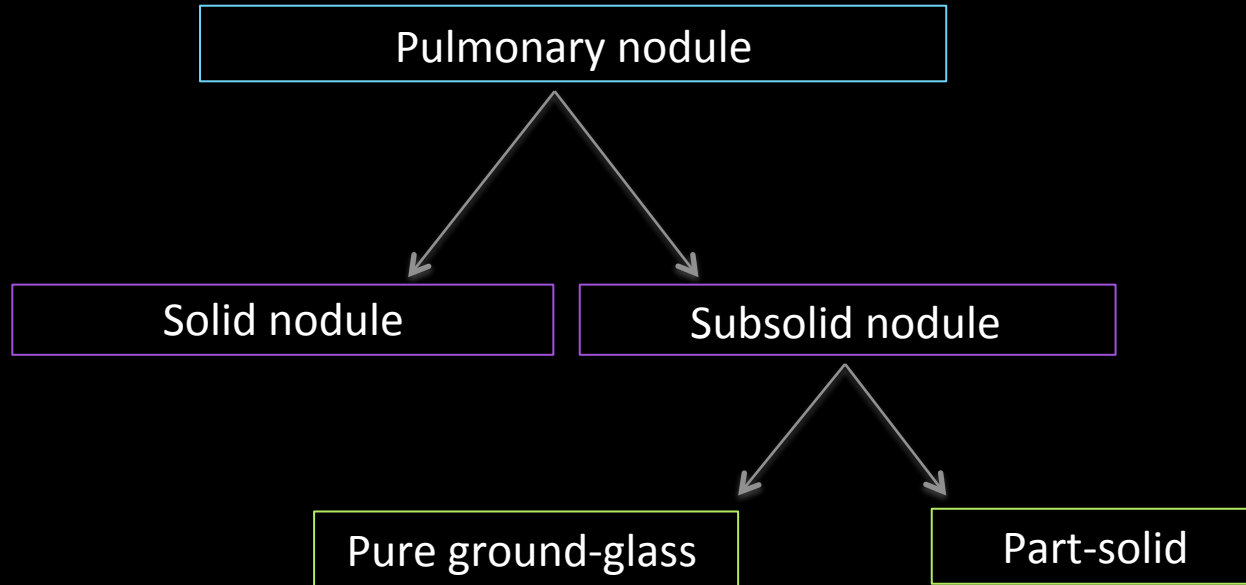 Pulmonary nodule
Solid nodule
Subsolid nodule
Pure ground-glass
Part-solid